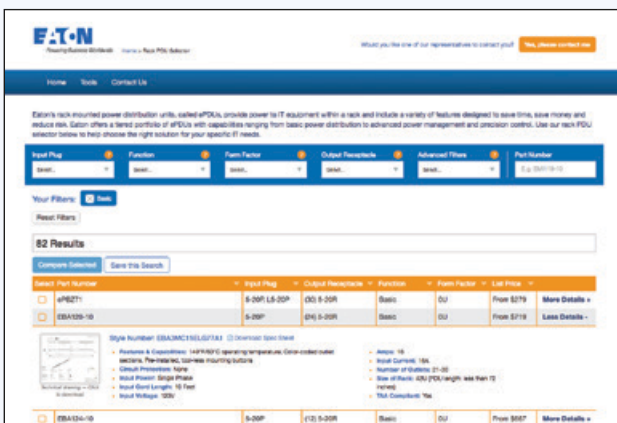 EATON
Powering Business Worldwide
Home > Rack PDU Selector
Would you like one of our representatives to contact you?
Yes, please contact me
Home Tools Contact Us
Eaton's rack mounted power distribution units, called ePDUs, provide power to IT equipment within a rack and include a variety of features designed to save time, save money and
reduce risk. Eaton offers a tiered portfolio of ePDUs with capabilities ranging from basic power distribution to advanced power management and precision control. Use our rack PDU
selector below to help choose the right solution for your specific IT needs.
Input Plug ? Function ? Form Factor ? Output Receptacle ? Advanced Filters ? Part Number
Select... Select... Select... Select... Select... E.g. EBA119-10
Your Filters: Basic
Reset Filters
82 Results
Compare Selected Save this Search
Select Part Number Input Plug Output Receptacle Function Form Factor List Price
ePBZ71 5-20P, L5-20P 5-20R Basic 0U From $279 More Details +
EBA120-10 5-20P (24) 5-20R Basic 0U From $719 Less Details -
Style Number: Download Spec Sheet
Features & Capabilities: operating temperature, Color-coded outlet
sections, Pre-installed, tool-less mounting buttons
Circuit Protection: None
Input Power: Single Phase
Input Cord Length: 10 Feet
Input Voltage: 120V
Amps: 16
Input Current: 16A
Number of Outlets: 21-30
Size of Rack: 42U (PDU length less than 72
inches)
TAA Compliant: Yes
Technical drawing — Click
to download
EBA124-10 5-20P (12) 5-20R Basic 0U From $667 More Details +